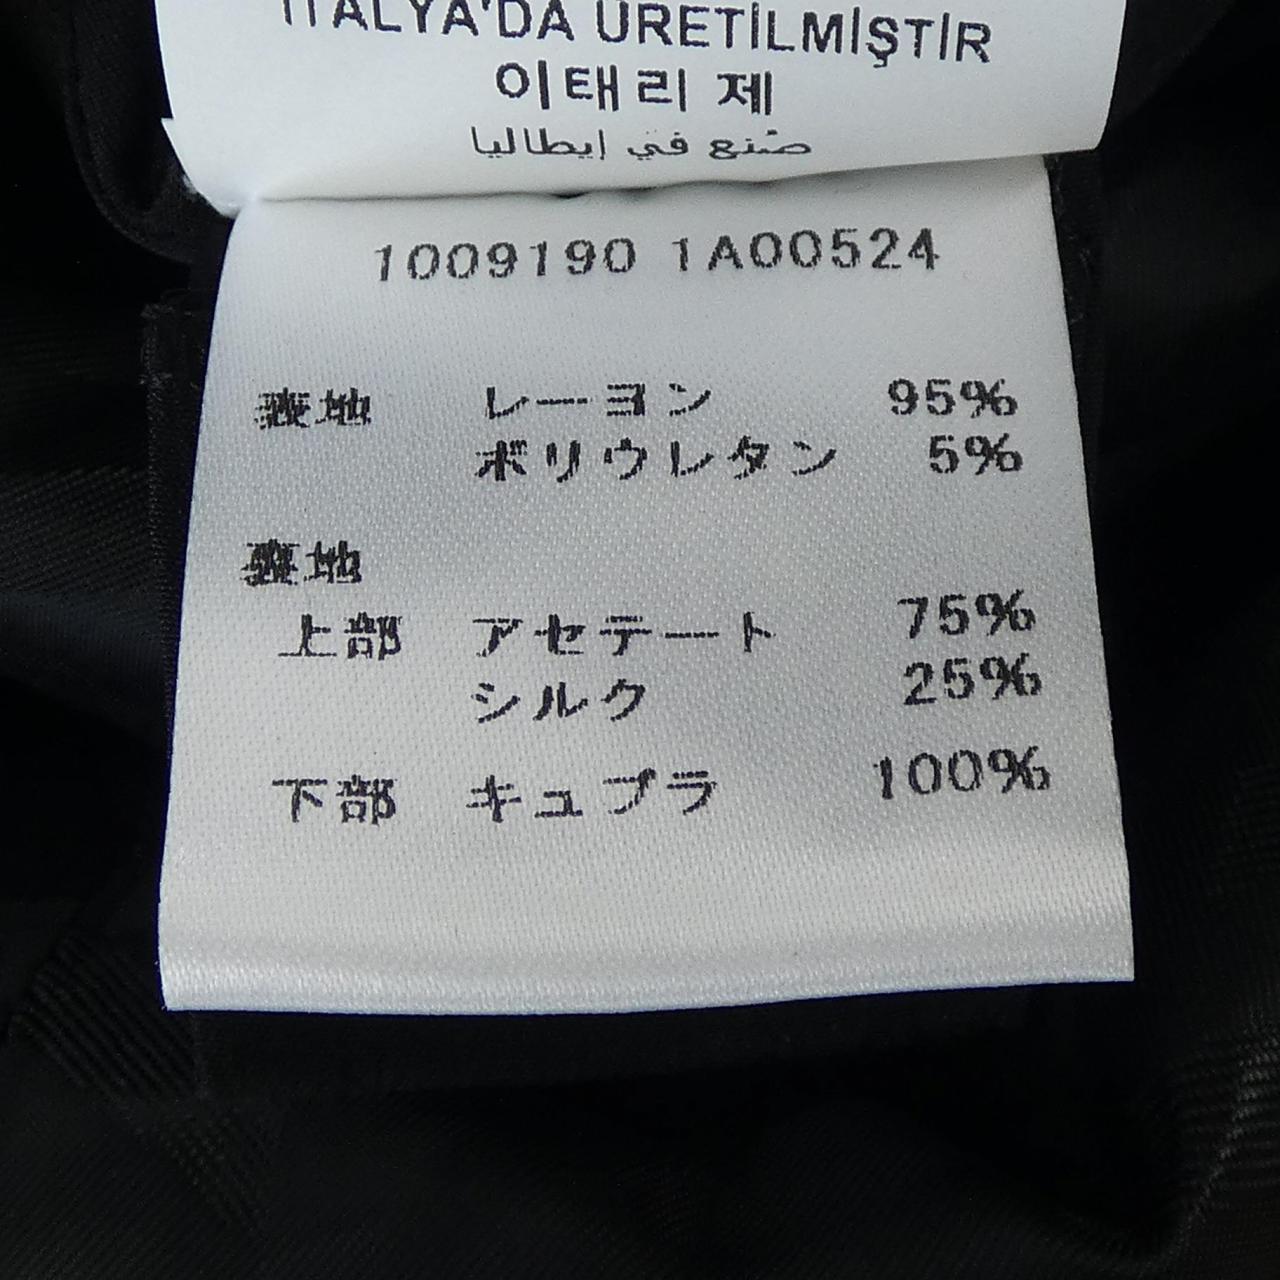 İTALYA'DA ÜRETİLMİŞTİR
이태리 제
صُنع في إيطاليا
1009190 1A00524
表地 レーヨン 95%
ポリウレタン 5%
裏地
上部 アセテート 75%
シルク 25%
下部 キュプラ 100%